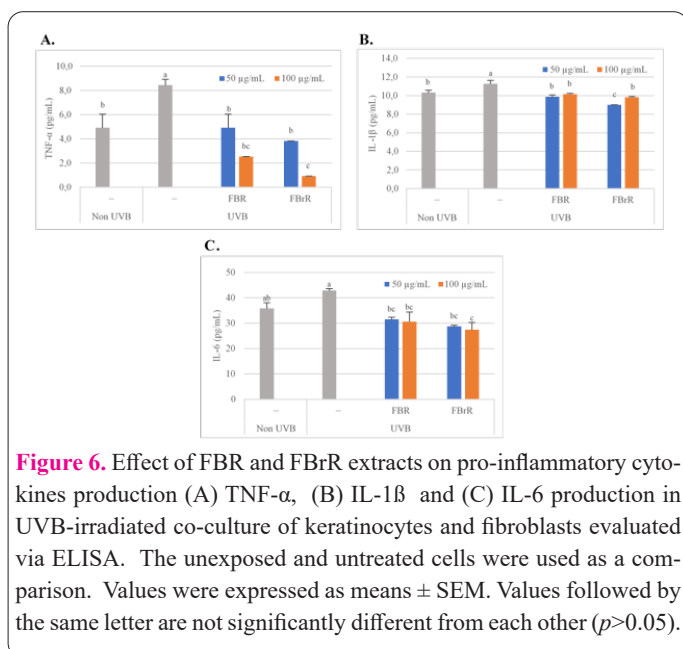 A.
10,0
8,0
6,0
4,0
2,0
0,0
TNF-α (pg/mL)
b
a
b
bc
b
c
50 µg/mL
100 µg/mL
–
–
FBR
FBrR
Non UVB
UVB
B.
14,0
12,0
10,0
8,0
6,0
4,0
2,0
0,0
IL-1β (pg/mL)
b
a
b
b
c
b
50 µg/mL
100 µg/mL
–
–
FBR
FBrR
Non UVB
UVB
C.
50
40
30
20
10
0
IL-6 (pg/mL)
ab
a
bc
bc
bc
c
50 µg/mL
100 µg/mL
–
–
FBR
FBrR
Non UVB
UVB
Figure 6. Effect of FBR and FBrR extracts on pro-inflammatory cyto-
kines production (A) TNF-α, (B) IL-1ß and (C) IL-6 production in
UVB-irradiated co-culture of keratinocytes and fibroblasts evaluated
via ELISA. The unexposed and untreated cells were used as a com-
parison. Values were expressed as means ± SEM. Values followed by
the same letter are not significantly different from each other (p>0.05).